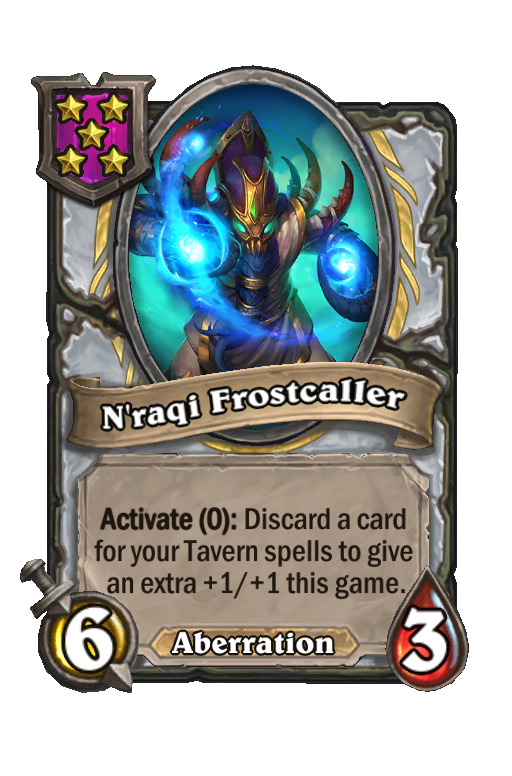 N'raqi Frostcaller
Activate (0): Discard a card
for your Tavern spells to give
an extra +1/+1 this game.
6
Aberration
3